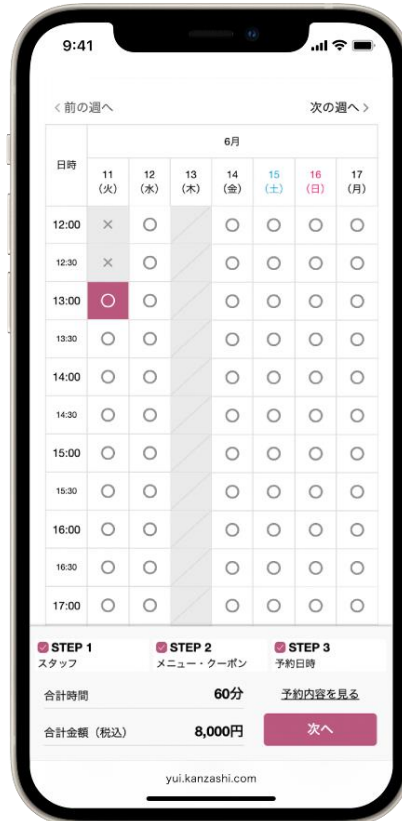 9:41
< 前の週へ 次の週へ >
日時 6月
11 12 13 14 15 16 17
(火) (水) (木) (金) (土) (日) (月)
12:00 × ○ ○ ○ ○ ○
12:30 × ○ ○ ○ ○ ○
13:00 ○ ○ ○ ○ ○ ○
13:30 ○ ○ ○ ○ ○ ○
14:00 ○ ○ ○ ○ ○ ○
14:30 ○ ○ ○ ○ ○ ○
15:00 ○ ○ ○ ○ ○ ○
15:30 ○ ○ ○ ○ ○ ○
16:00 ○ ○ ○ ○ ○ ○
16:30 ○ ○ ○ ○ ○ ○
17:00 ○ ○ ○ ○ ○ ○
STEP 1 STEP 2 STEP 3
スタッフ メニュー・クーポン 予約日時
合計時間 60分 予約内容を見る
合計金額（税込） 8,000円 次へ
yui.kanzashi.com